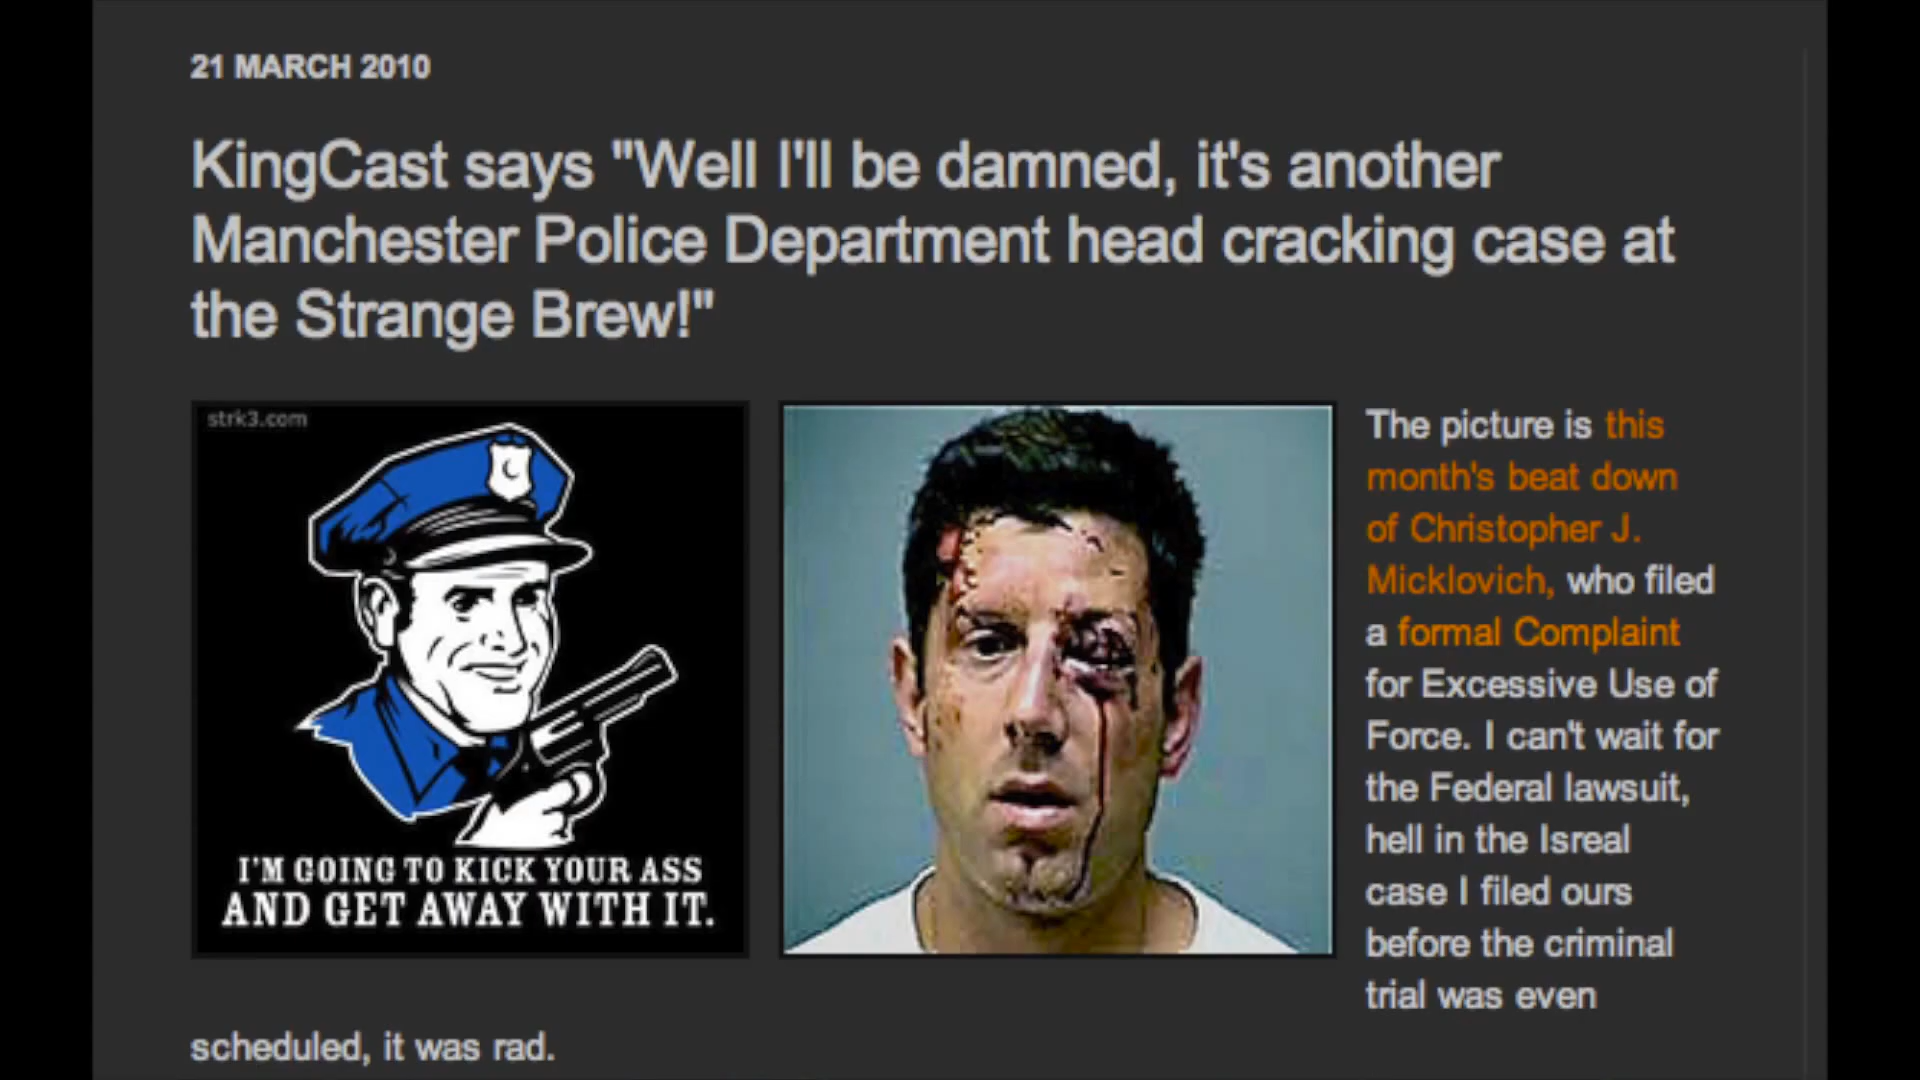 21 MARCH 2010
KingCast says "Well I'll be damned, it's another
Manchester Police Department head cracking case at
the Strange Brew!"
strk3.com
I'M GOING TO KICK YOUR ASS
AND GET AWAY WITH IT.
The picture is this
month's beat down
of Christopher J.
Micklovich, who filed
a formal Complaint
for Excessive Use of
Force. I can't wait for
the Federal lawsuit,
hell in the Isreal
case I filed ours
before the criminal
trial was even
scheduled, it was rad.